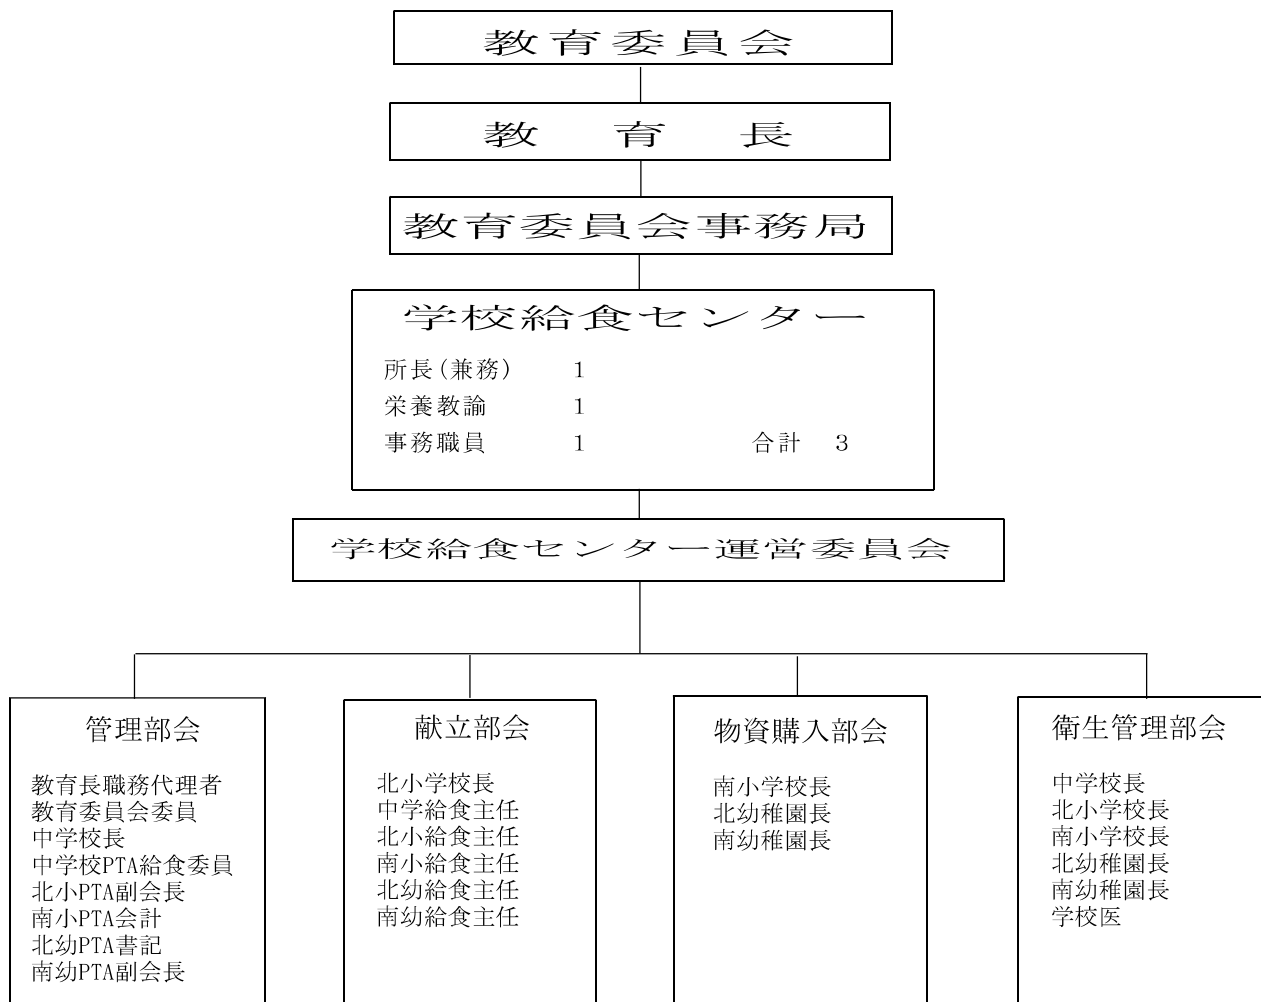 教育委員会
教　育　長
教育委員会事務局
学校給食センター
所長(兼務)　1
栄養教諭　1
事務職員　1　合計　3
学校給食センター運営委員会
管理部会
教育長職務代理者
教育委員会委員
中学校長
中学校PTA給食委員
北小PTA副会長
南小PTA会計
北幼PTA書記
南幼PTA副会長
献立部会
北小学校長
中学給食主任
北小給食主任
南小給食主任
北幼給食主任
南幼給食主任
物資購入部会
南小学校長
北幼稚園長
南幼稚園長
衛生管理部会
中学校長
北小学校長
南小学校長
北幼稚園長
南幼稚園長
学校医